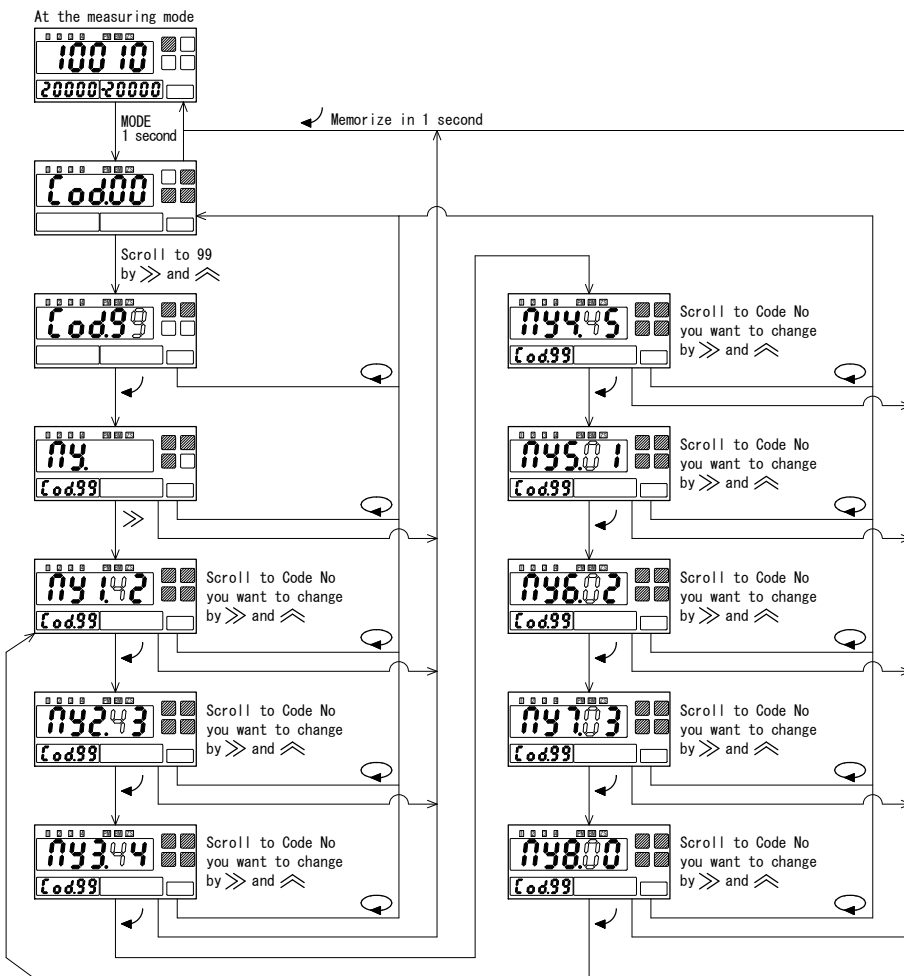 At the measuring mode
10010
20000 -20000
MODE
1 second
Memorize in 1 second
Cod.00
Scroll to 99
by ≫ and ︽
Cod.99
My.
Cod.99
≫
My1.42
Cod.99
Scroll to Code No
you want to change
by ≫ and ︽
My2.43
Cod.99
Scroll to Code No
you want to change
by ≫ and ︽
My3.44
Cod.99
Scroll to Code No
you want to change
by ≫ and ︽
My4.45
Cod.99
Scroll to Code No
you want to change
by ≫ and ︽
My5.01
Cod.99
Scroll to Code No
you want to change
by ≫ and ︽
My6.02
Cod.99
Scroll to Code No
you want to change
by ≫ and ︽
My7.03
Cod.99
Scroll to Code No
you want to change
by ≫ and ︽
My8.00
Cod.99
Scroll to Code No
you want to change
by ≫ and ︽